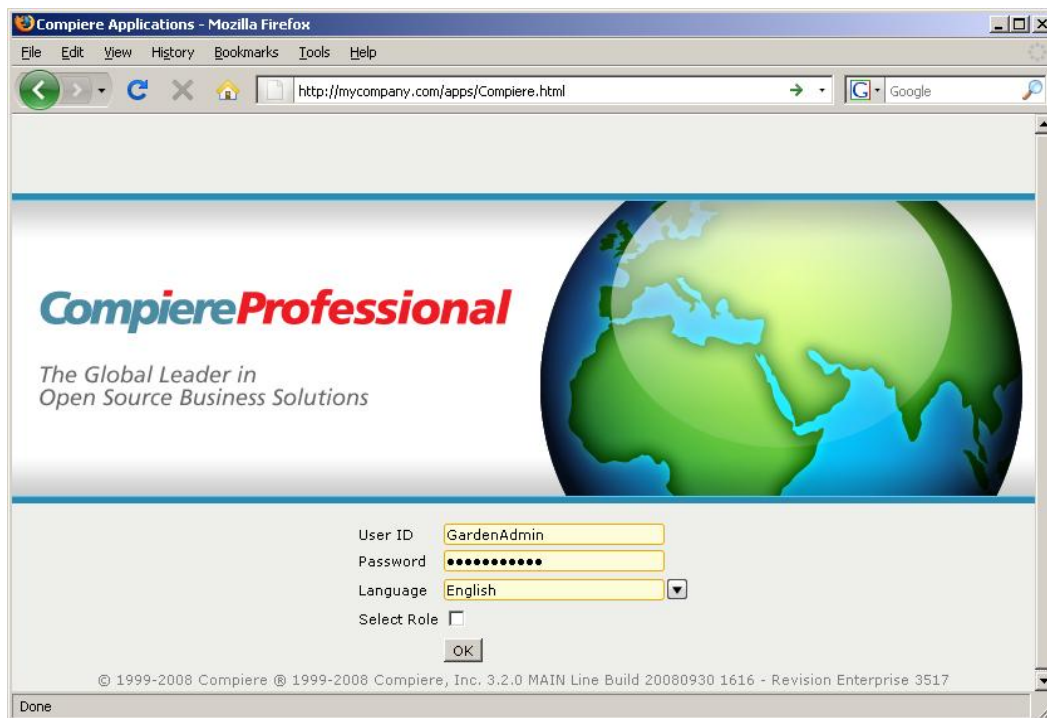 Compiere Applications - Mozilla Firefox
File Edit View History Bookmarks Tools Help
http://mycompany.com/apps/Compiere.html
G Google
CompiereProfessional
The Global Leader in
Open Source Business Solutions
User ID GardenAdmin
Password ●●●●●●●●●●●
Language English
Select Role
OK
© 1999-2008 Compiere ® 1999-2008 Compiere, Inc. 3.2.0 MAIN Line Build 20080930 1616 - Revision Enterprise 3517
Done